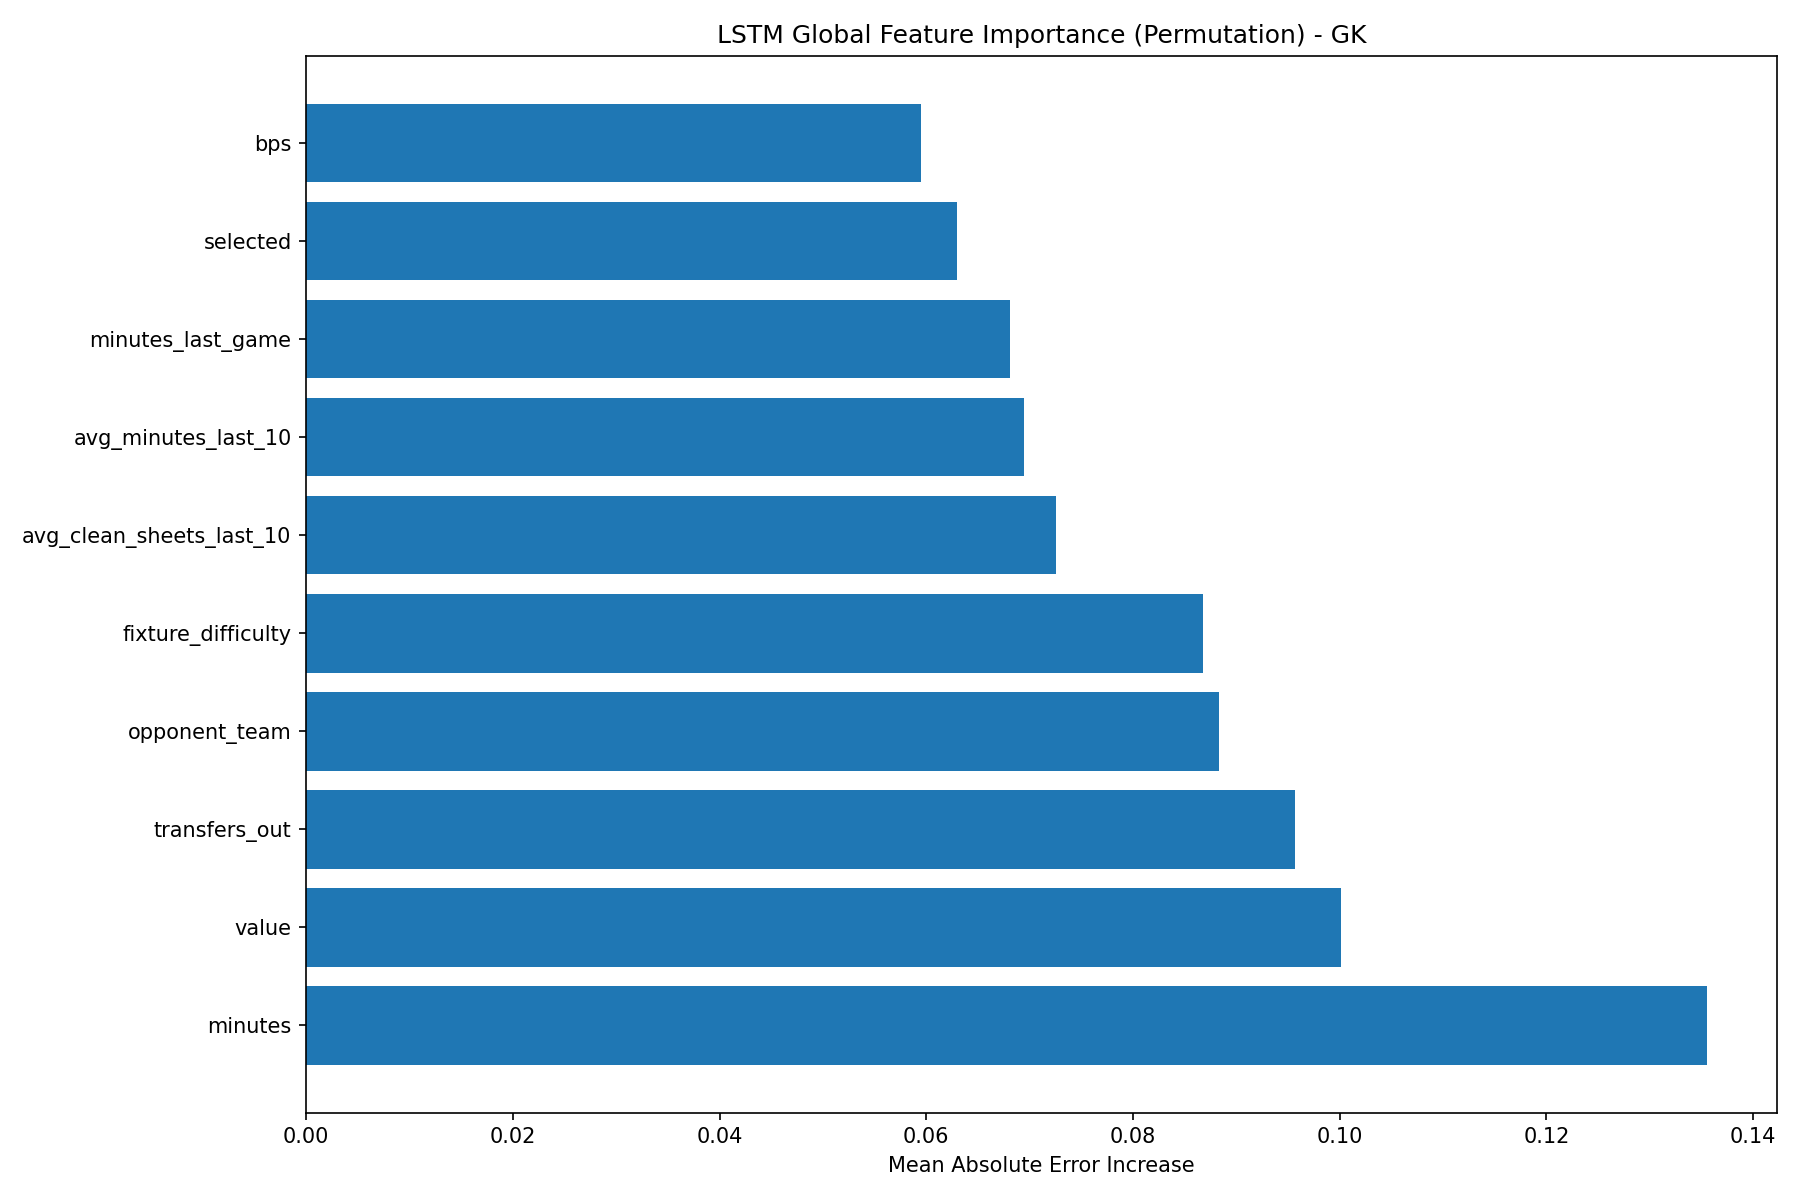 LSTM Global Feature Importance (Permutation) - GK
bps
selected
minutes_last_game
avg_minutes_last_10
avg_clean_sheets_last_10
fixture_difficulty
opponent_team
transfers_out
value
minutes
0.00 0.02 0.04 0.06 0.08 0.10 0.12 0.14
Mean Absolute Error Increase